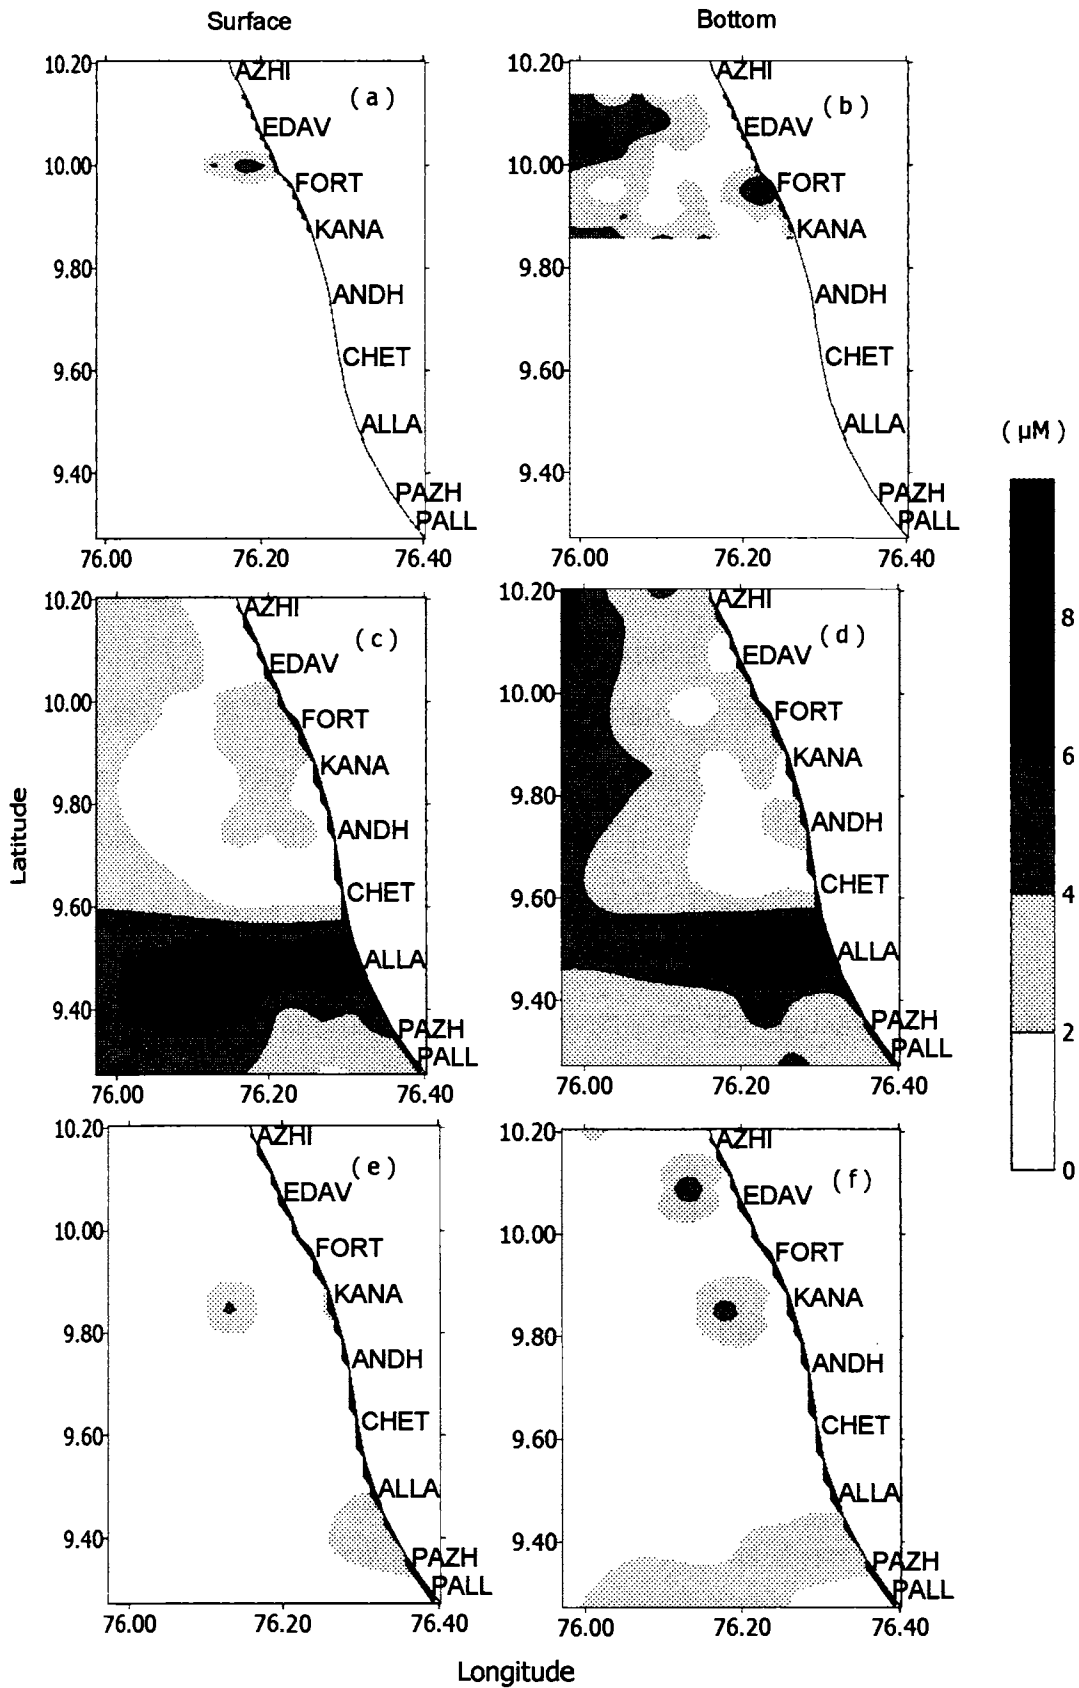 Surface
Bottom
10.20
10.00
9.80
9.60
9.40
76.00
76.20
76.40
AZHI
(a)
EDAV
FORT
KANA
ANDH
CHET
ALLA
PAZH
PALL
10.20
10.00
9.80
9.60
9.40
76.00
76.20
76.40
AZHI
(b)
EDAV
FORT
KANA
ANDH
CHET
ALLA
PAZH
PALL
10.20
10.00
9.80
9.60
9.40
76.00
76.20
76.40
AZHI
(c)
EDAV
FORT
KANA
ANDH
CHET
ALLA
PAZH
PALL
10.20
10.00
9.80
9.60
9.40
76.00
76.20
76.40
AZHI
(d)
EDAV
FORT
KANA
ANDH
CHET
ALLA
PAZH
PALL
10.20
10.00
9.80
9.60
9.40
76.00
76.20
76.40
AZHI
(e)
EDAV
FORT
KANA
ANDH
CHET
ALLA
PAZH
PALL
10.20
10.00
9.80
9.60
9.40
76.00
76.20
76.40
AZHI
(f)
EDAV
FORT
KANA
ANDH
CHET
ALLA
PAZH
PALL
Latitude
Longitude
(µM)
8
6
4
2
0